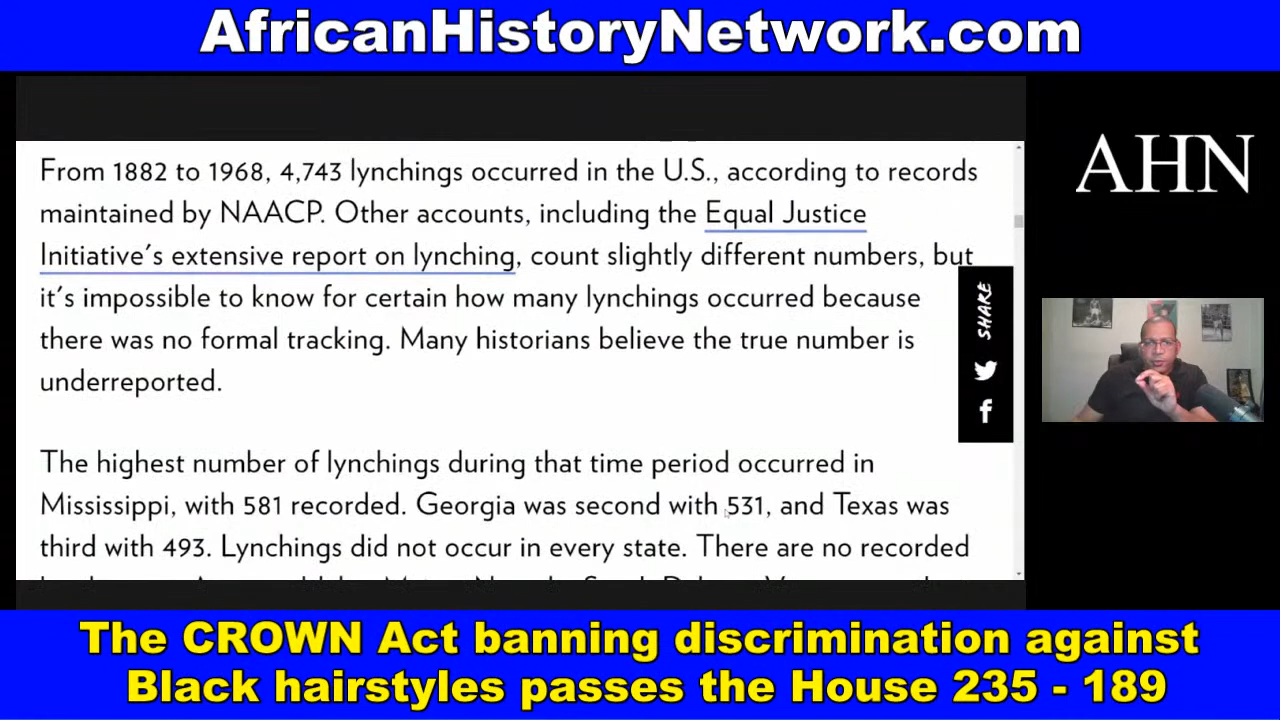 AfricanHistoryNetwork.com
From 1882 to 1968, 4,743 lynchings occurred in the U.S., according to records
maintained by NAACP. Other accounts, including the Equal Justice
Initiative's extensive report on lynching, count slightly different numbers, but
it's impossible to know for certain how many lynchings occurred because
there was no formal tracking. Many historians believe the true number is
underreported.
The highest number of lynchings during that time period occurred in
Mississippi, with 581 recorded. Georgia was second with 531, and Texas was
third with 493. Lynchings did not occur in every state. There are no recorded
SHARE
AHN
The CROWN Act banning discrimination against
Black hairstyles passes the House 235 - 189